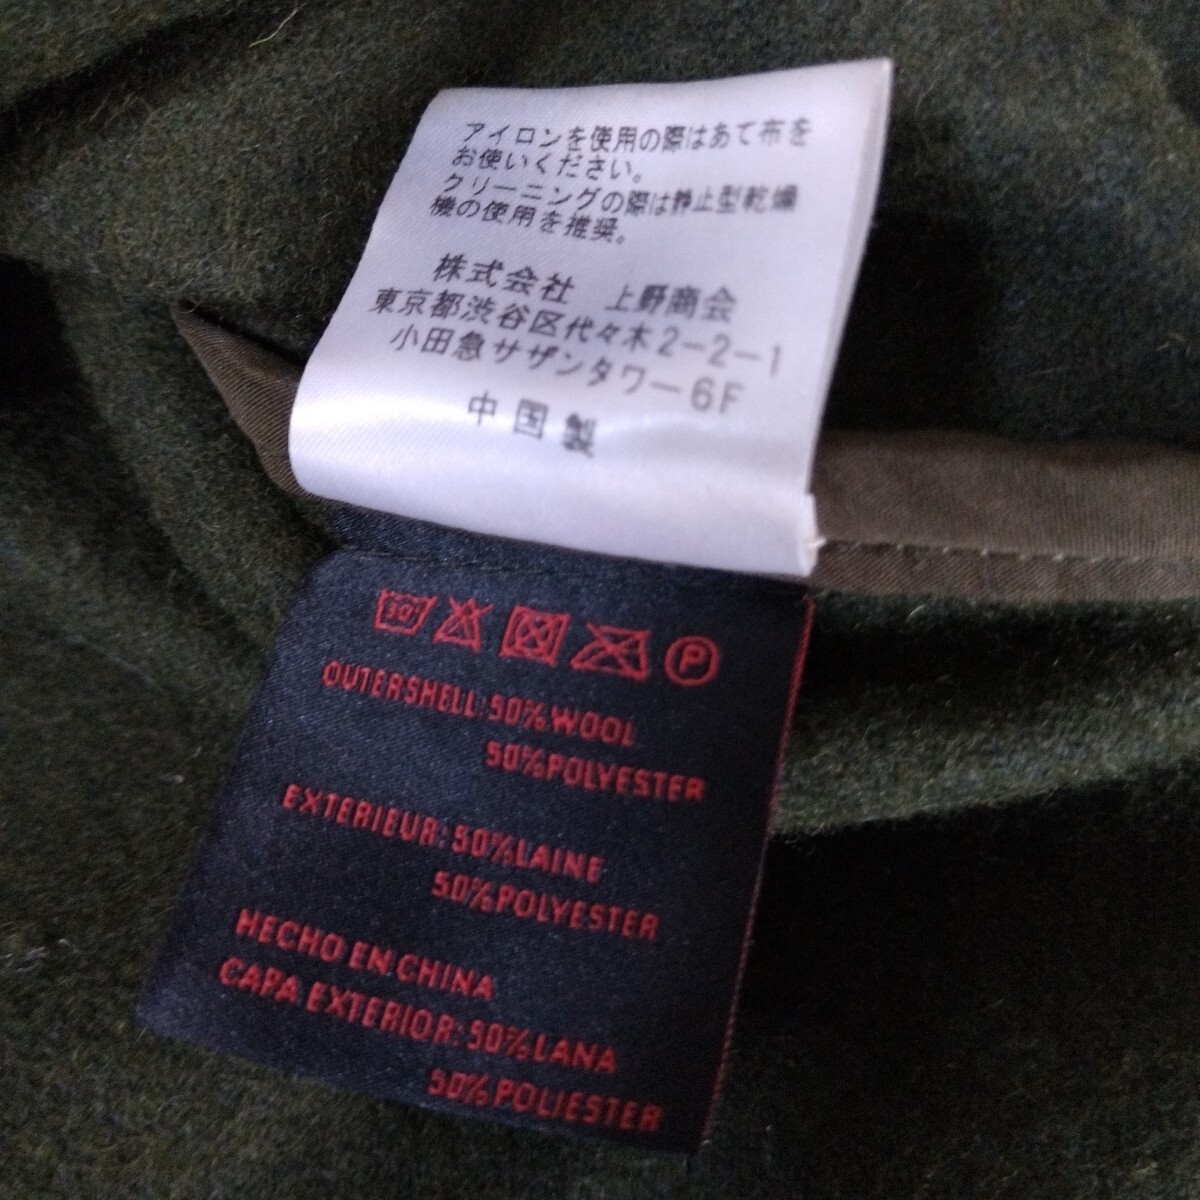 アイロンを使用の際はあて布を
お使いください。
クリーニングの際は静止型乾燥
機の使用を推奨。
株式会社 上野商会
東京都渋谷区代々木2-2-1
小田急サザンタワー6F
中国製
30
P
OUTERSHELL:50%WOOL
50%POLYESTER
EXTERIEUR:50%LAINE
50%POLYESTER
HECHO EN CHINA
CAPA EXTERIOR:50%LANA
50%POLIESTER